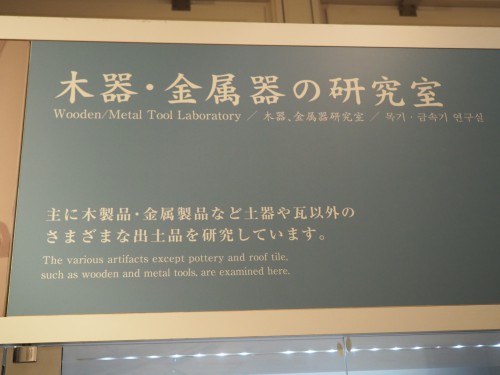 木器・金属器の研究室
Wooden/Metal Tool Laboratory ／ 木器、金属器研究室 ／ 목기・금속기 연구실
主に木製品・金属製品など土器や瓦以外の
さまざまな出土品を研究しています。
The various artifacts except pottery and roof tile,
such as wooden and metal tools, are examined here.